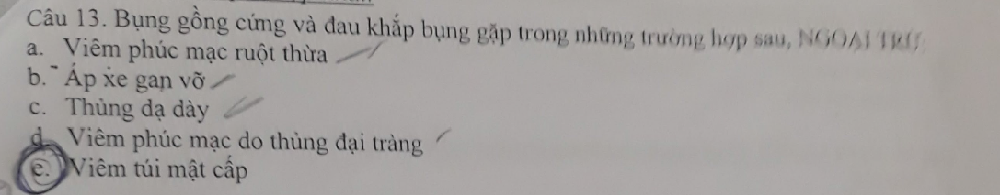 Câu 13. Bụng gồng cứng và đau khắp bụng gặp trong những trường hợp sau, NGOẠI TRỪ:
a. Viêm phúc mạc ruột thừa
b. Áp xe gan vỡ
c. Thủng dạ dày
d. Viêm phúc mạc do thủng đại tràng
e. Viêm túi mật cấp